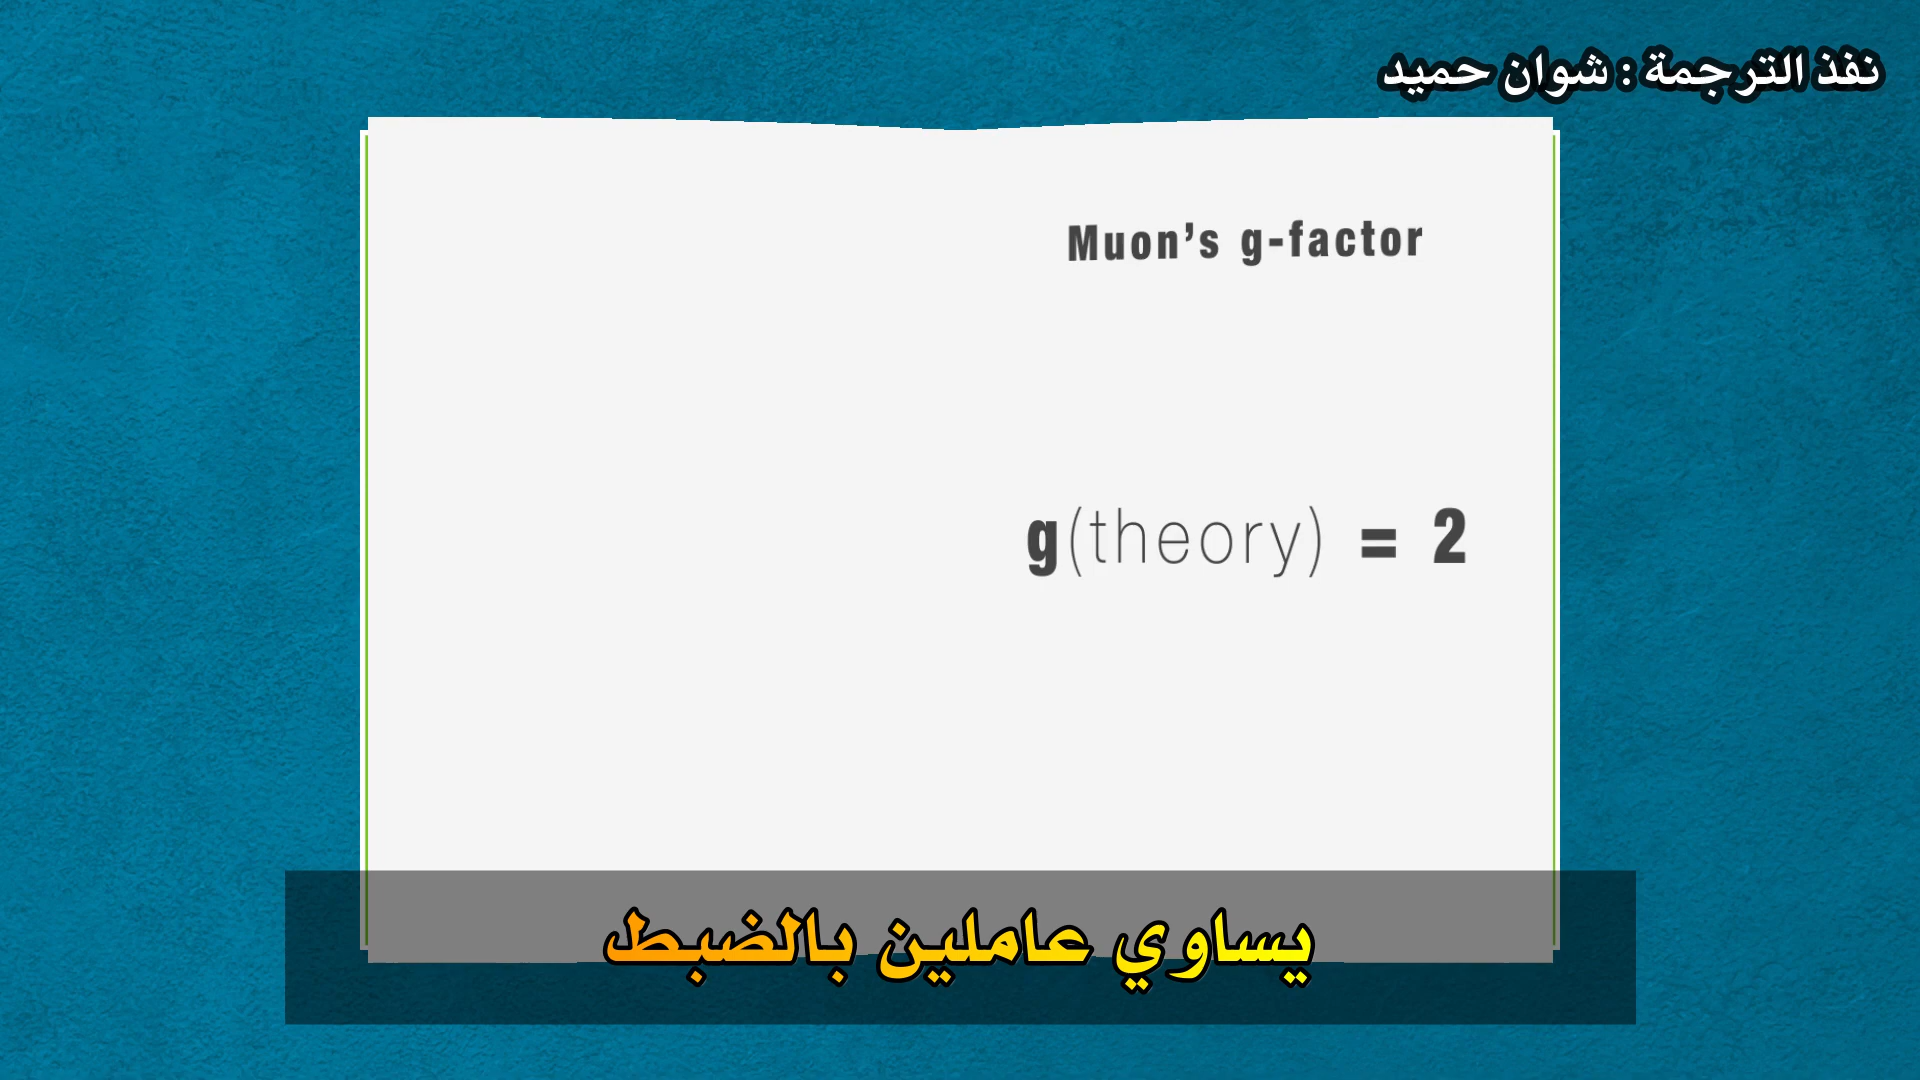 نفذ الترجمة : شوان حميد
Muon’s g-factor
g(theory) = 2
يساوي عاملين بالضبط